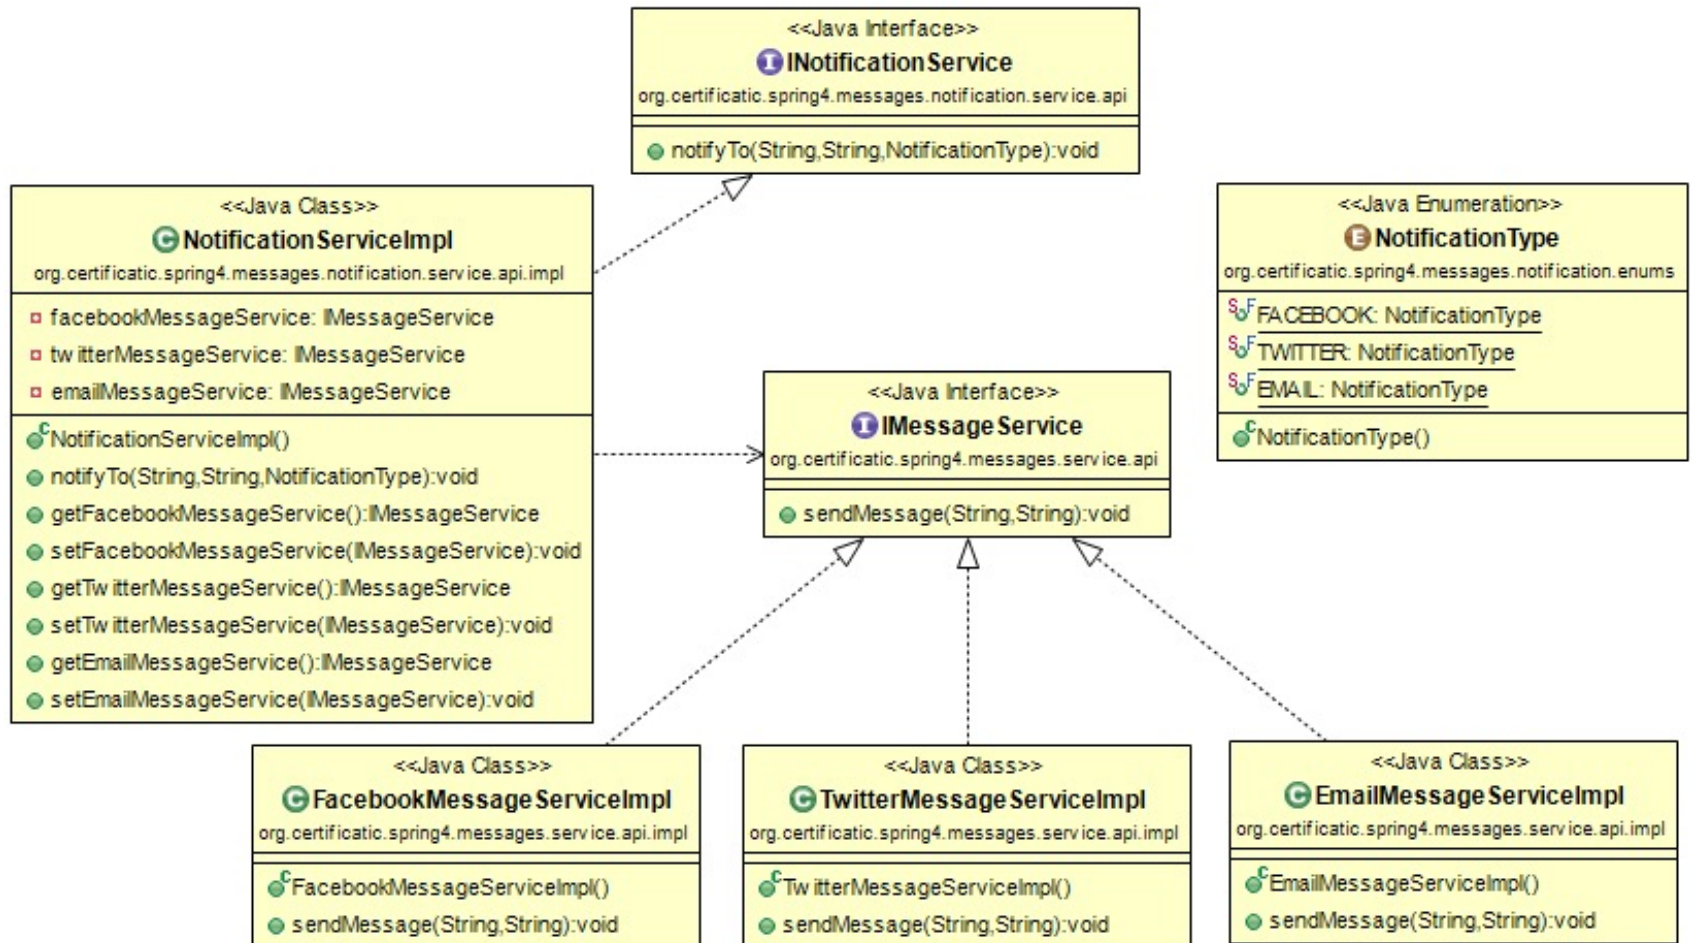 <<Java Interface>>
INotificationService
org.certificatic.spring4.messages.notification.service.api
notifyTo(String,String,NotificationType):void
<<Java Class>>
NotificationServiceImpl
org.certificatic.spring4.messages.notification.service.api.impl
facebookMessageService: IMessageService
twitterMessageService: IMessageService
emailMessageService: IMessageService
NotificationServiceImpl()
notifyTo(String,String,NotificationType):void
getFacebookMessageService():IMessageService
setFacebookMessageService(IMessageService):void
getTwitterMessageService():IMessageService
setTwitterMessageService(IMessageService):void
getEmailMessageService():IMessageService
setEmailMessageService(IMessageService):void
<<Java Enumeration>>
NotificationType
org.certificatic.spring4.messages.notification.enums
FACEBOOK: NotificationType
TWITTER: NotificationType
EMAIL: NotificationType
NotificationType()
<<Java Interface>>
IMessageService
org.certificatic.spring4.messages.service.api
sendMessage(String,String):void
<<Java Class>>
FacebookMessageServiceImpl
org.certificatic.spring4.messages.service.api.impl
FacebookMessageServiceImpl()
sendMessage(String,String):void
<<Java Class>>
TwitterMessageServiceImpl
org.certificatic.spring4.messages.service.api.impl
TwitterMessageServiceImpl()
sendMessage(String,String):void
<<Java Class>>
EmailMessageServiceImpl
org.certificatic.spring4.messages.service.api.impl
EmailMessageServiceImpl()
sendMessage(String,String):void